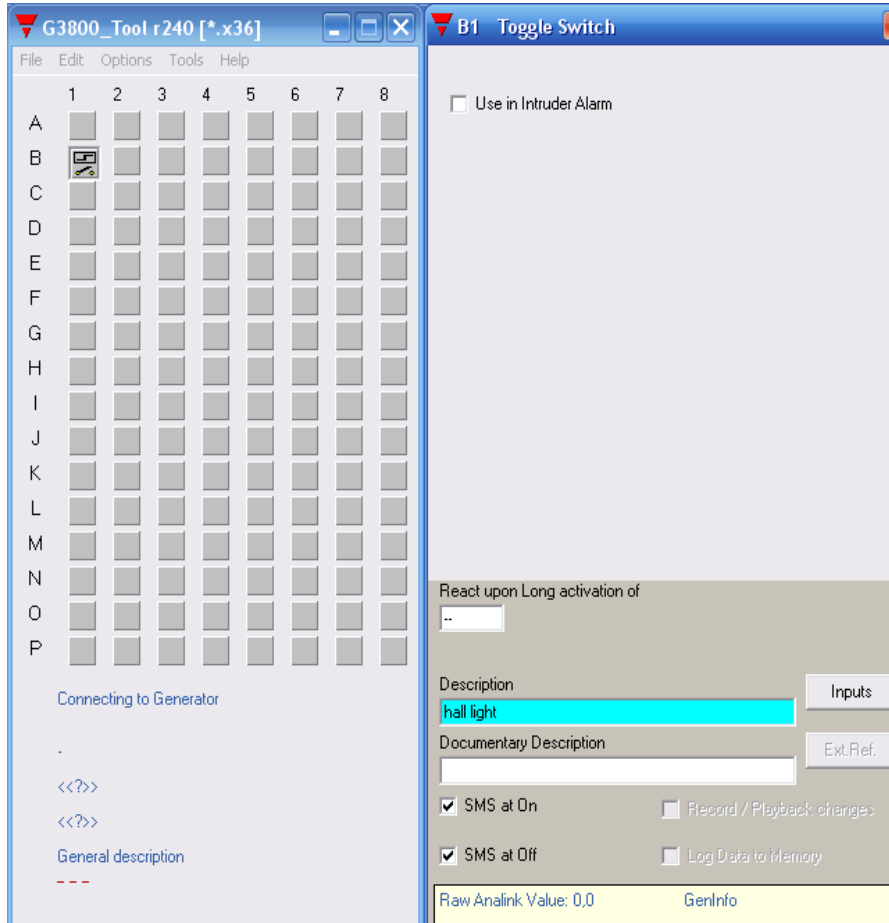 G3800_Tool r240 [*.x36]
File Edit Options Tools Help
1 2 3 4 5 6 7 8
A
B
C
D
E
F
G
H
I
J
K
L
M
N
O
P
Connecting to Generator
-
<<?>>
<<?>>
General description
---
B1 Toggle Switch
Use in Intruder Alarm
React upon Long activation of
--
Description
Inputs
hall light
Documentary Description
Ext.Ref.
SMS at On
Record / Playback changes
SMS at Off
Log Data to Memory
Raw Analink Value: 0,0 GenInfo